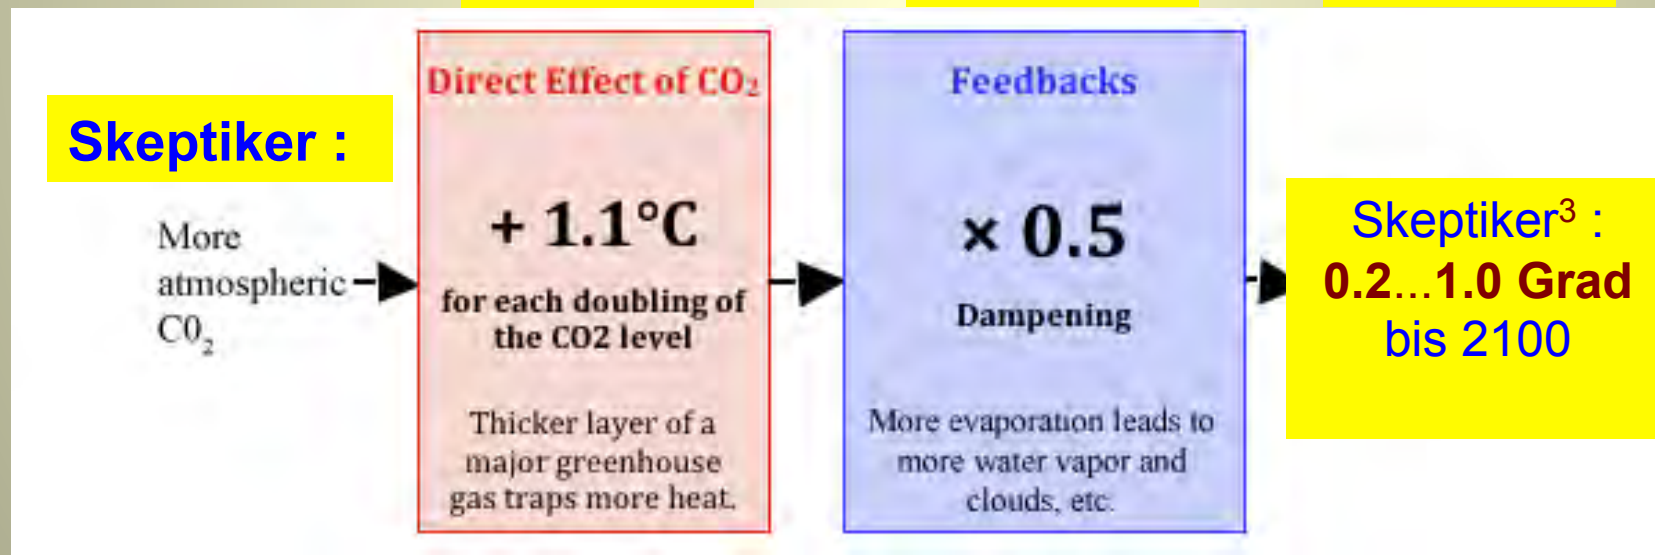 Skeptiker :
More
atmospheric
C0₂
Direct Effect of CO₂
+ 1.1°C
for each doubling of
the CO2 level
Thicker layer of a
major greenhouse
gas traps more heat.
Feedbacks
× 0.5
Dampening
More evaporation leads to
more water vapor and
clouds, etc.
Skeptiker³ :
0.2...1.0 Grad
bis 2100